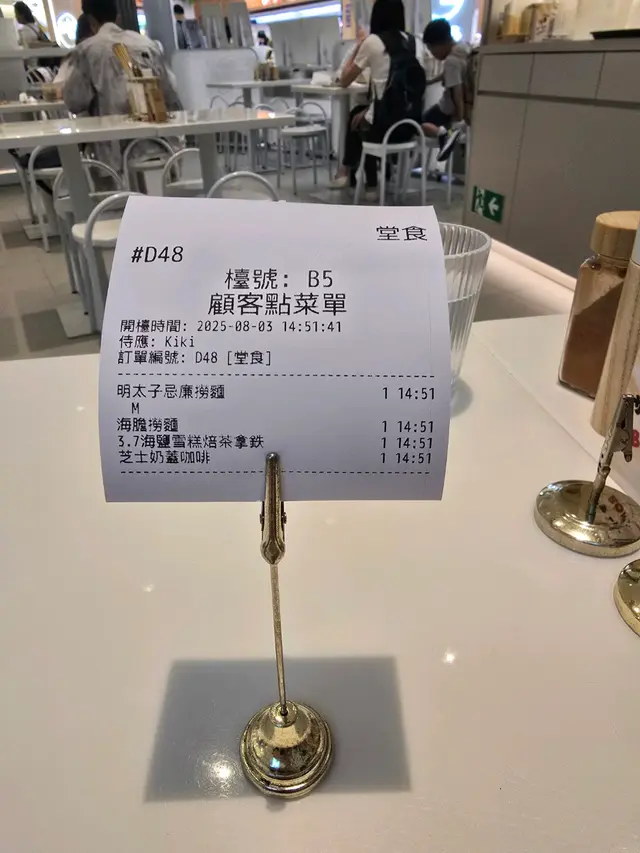 堂食
#D48
檯號: B5
顧客點菜單
開檯時間: 2025-08-03 14:51:41
侍應: Kiki
訂單編號: D48 [堂食]
明太子忌廉撈麵 1 14:51
M
海膽撈麵 1 14:51
3.7海鹽雪糕焙茶拿鉄 1 14:51
芝士奶蓋咖啡 1 14:51